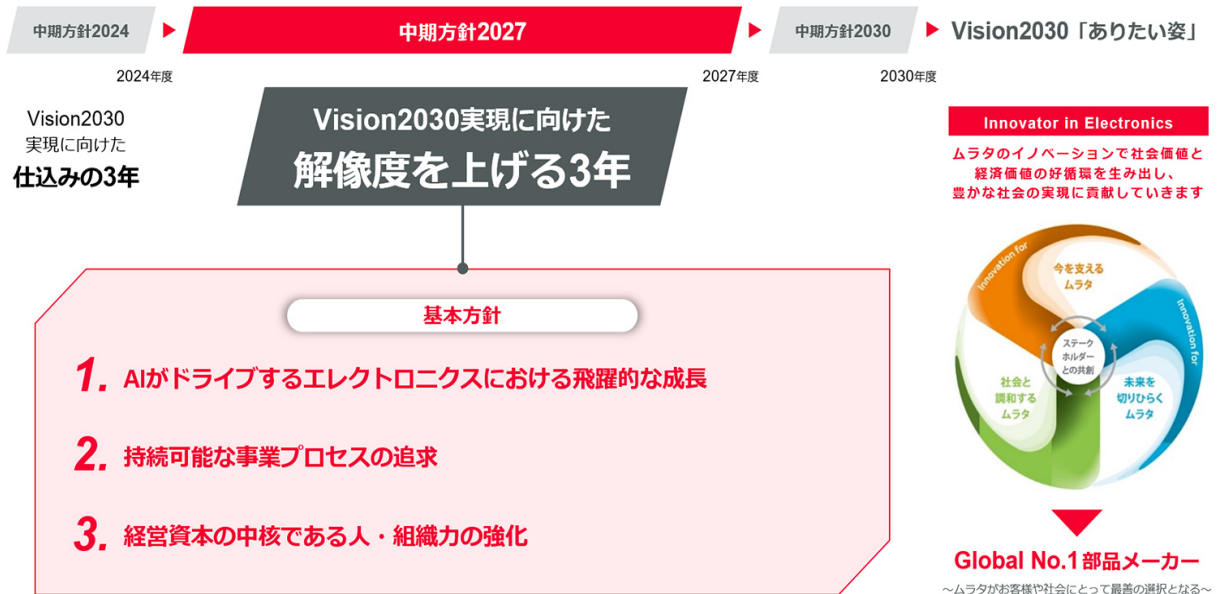 中期方針2024
中期方針2027
中期方針2030
Vision2030「ありたい姿」
2024年度
2027年度
2030年度
Vision2030
実現に向けた
仕込みの3年
Vision2030実現に向けた
解像度を上げる3年
基本方針
1. AIがドライブするエレクトロニクスにおける飛躍的な成長
2. 持続可能な事業プロセスの追求
3. 経営資本の中核である人・組織力の強化
Innovator in Electronics
ムラタのイノベーションで社会価値と
経済価値の好循環を生み出し、
豊かな社会の実現に貢献していきます
Innovation for
今を支える
ムラタ
Innovation for
ステーク
ホルダー
との共創
社会と
調和する
ムラタ
未来を
切りひらく
ムラタ
Global No.1部品メーカー
～ムラタがお客様や社会にとって最善の選択となる～